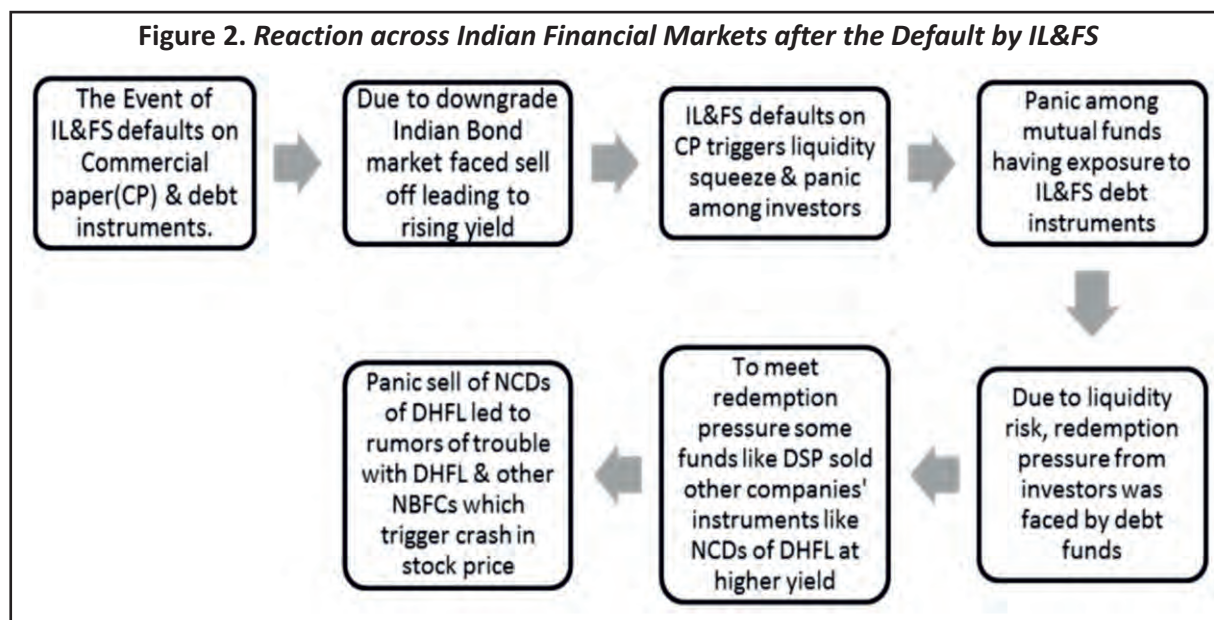 Figure 2. Reaction across Indian Financial Markets after the Default by IL&FS
The Event of
IL&FS defaults on
Commercial
paper(CP) & debt
instruments.
Due to downgrade
Indian Bond
market faced sell
off leading to
rising yield
IL&FS defaults on
CP triggers liquidity
squeeze & panic
among investors
Panic among
mutual funds
having exposure to
IL&FS debt
instruments
Due to liquidity
risk, redemption
pressure from
investors was
faced by debt
funds
To meet
redemption
pressure some
funds like DSP sold
other companies'
instruments like
NCDs of DHFL at
higher yield
Panic sell of NCDs
of DHFL led to
rumors of trouble
with DHFL & other
NBFCs which
trigger crash in
stock price